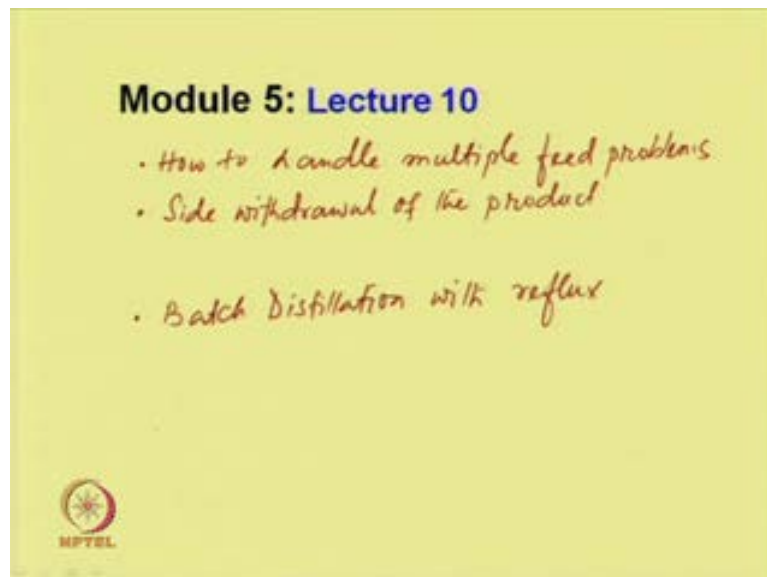 Module 5: Lecture 10
· How to handle multiple feed problems
· Side withdrawal of the product
· Batch Distillation with reflux
NPTEL